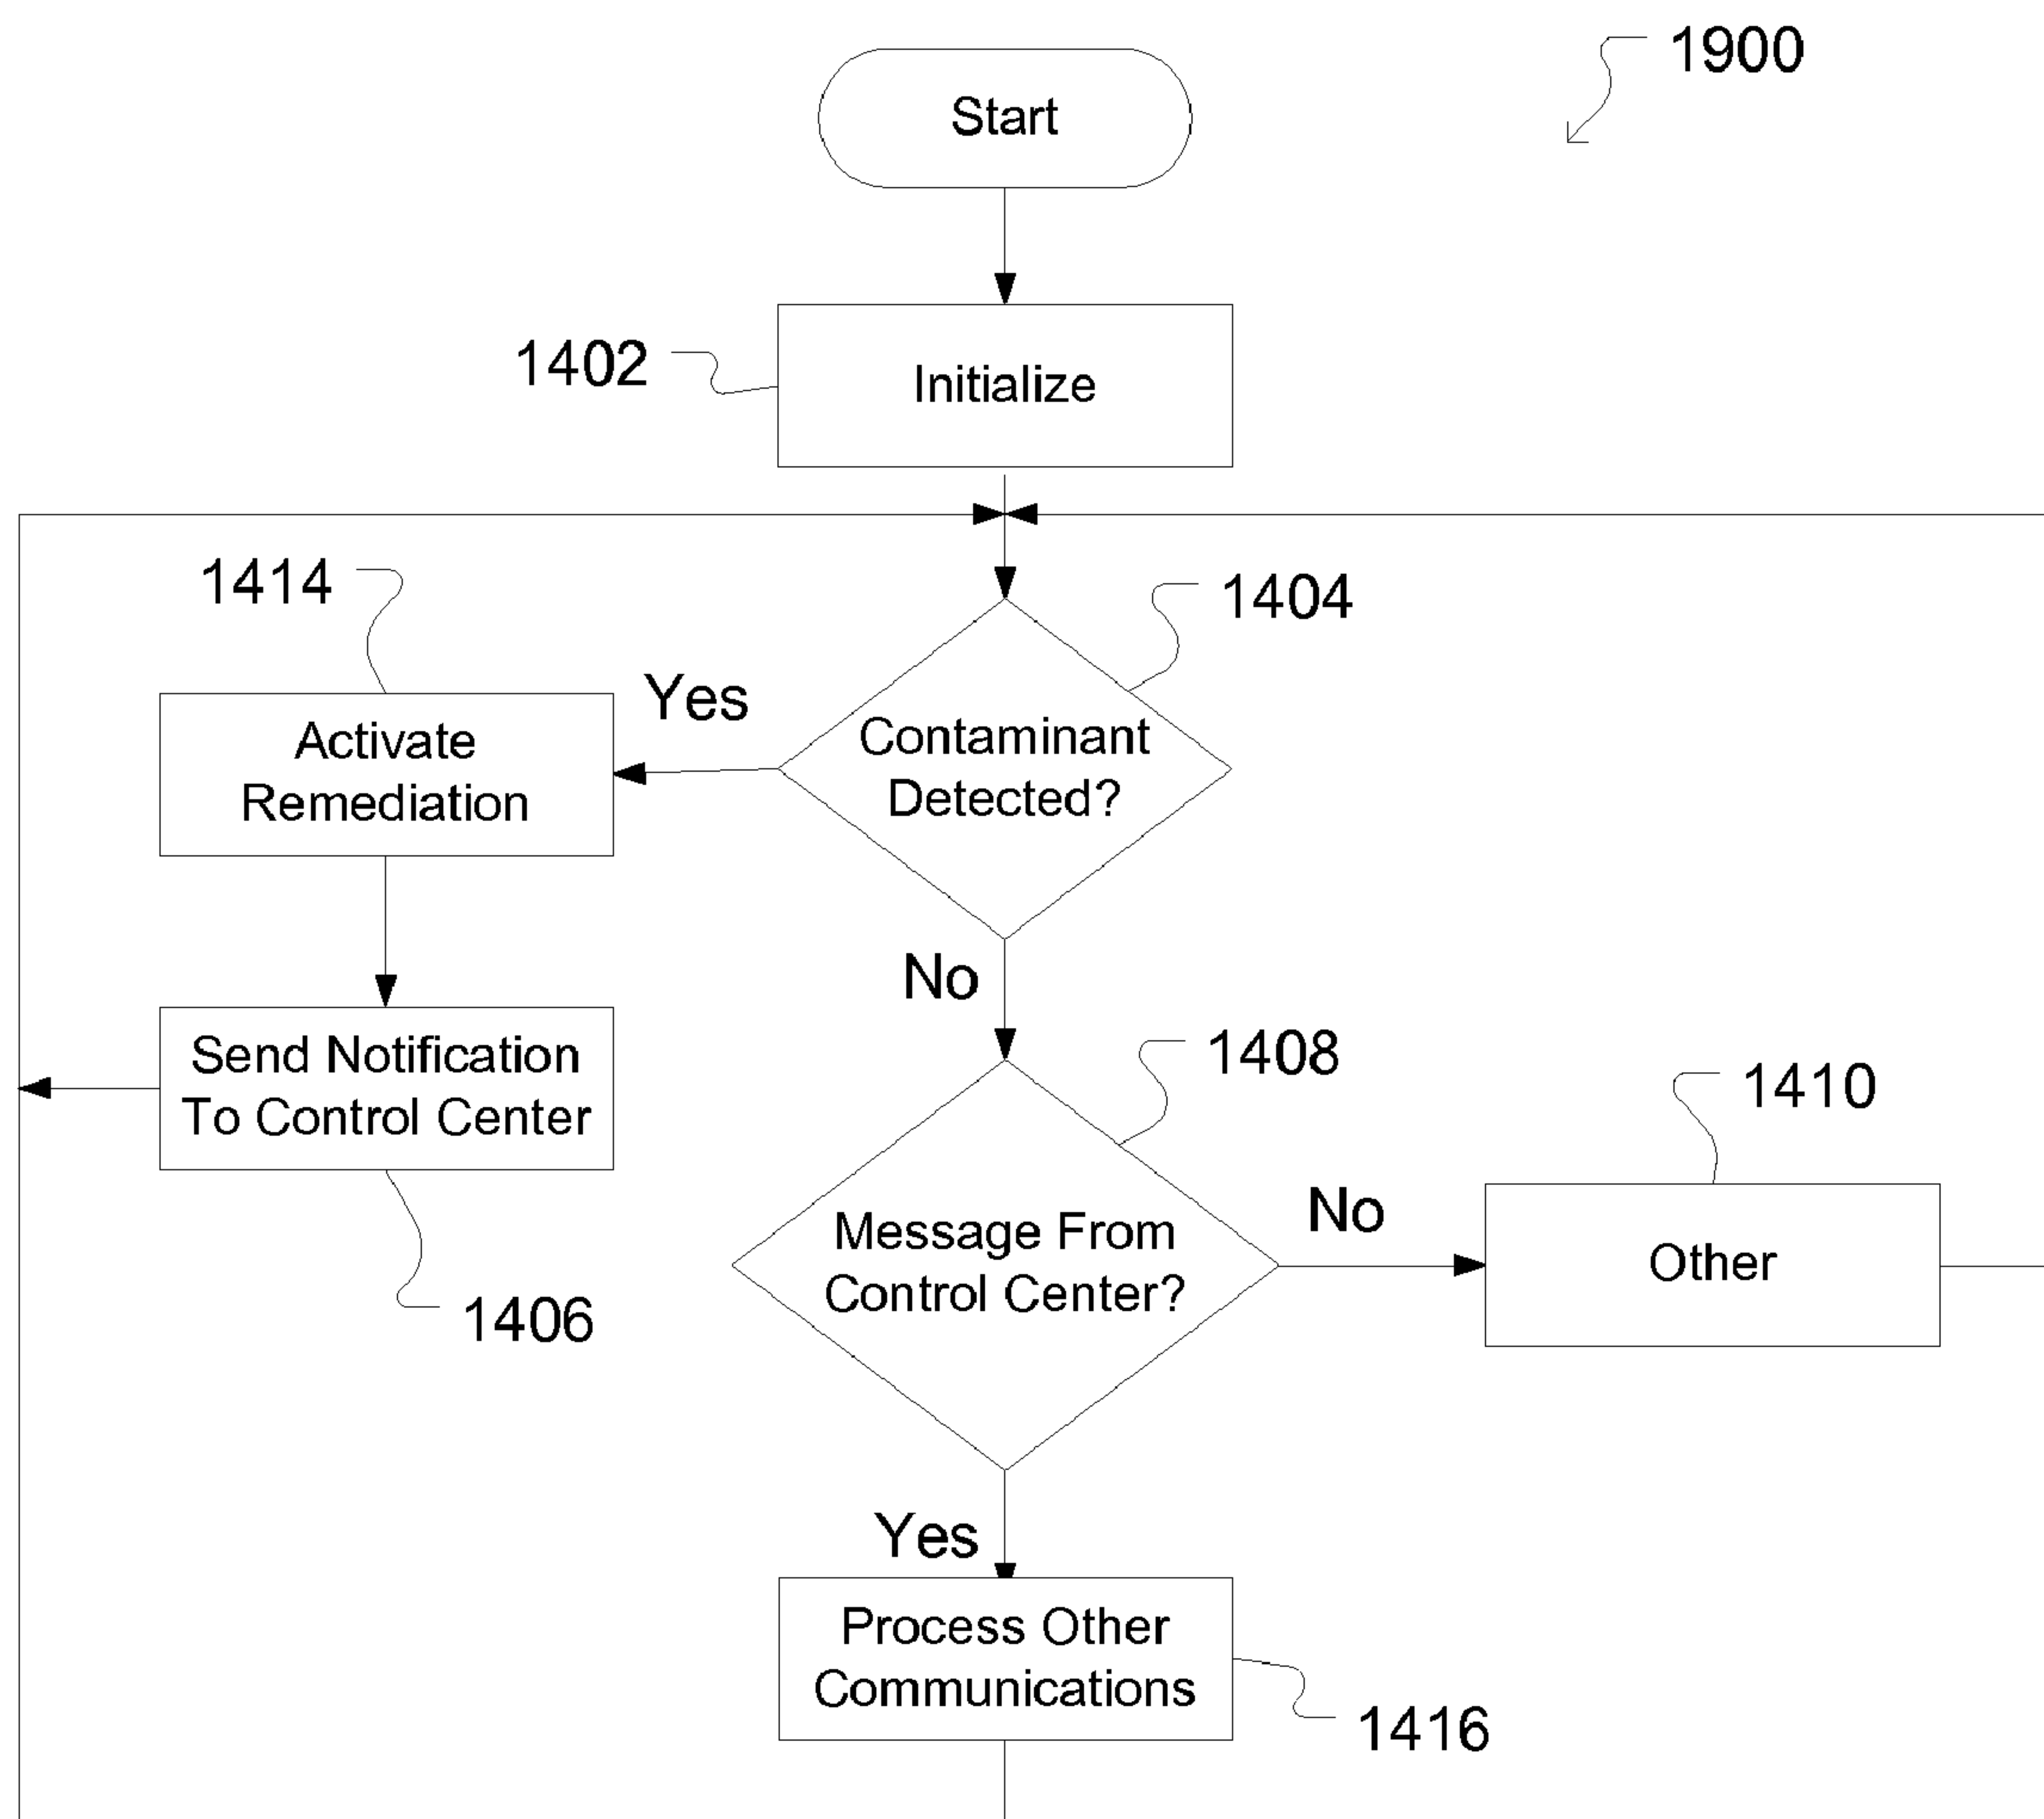 1900
Start
1402
Initialize
1414
1404
Yes
Activate
Remediation
Contaminant
Detected?
No
Send Notification
To Control Center
1408
1410
1406
Message From
Control Center?
No
Other
Yes
Process Other
Communications
1416